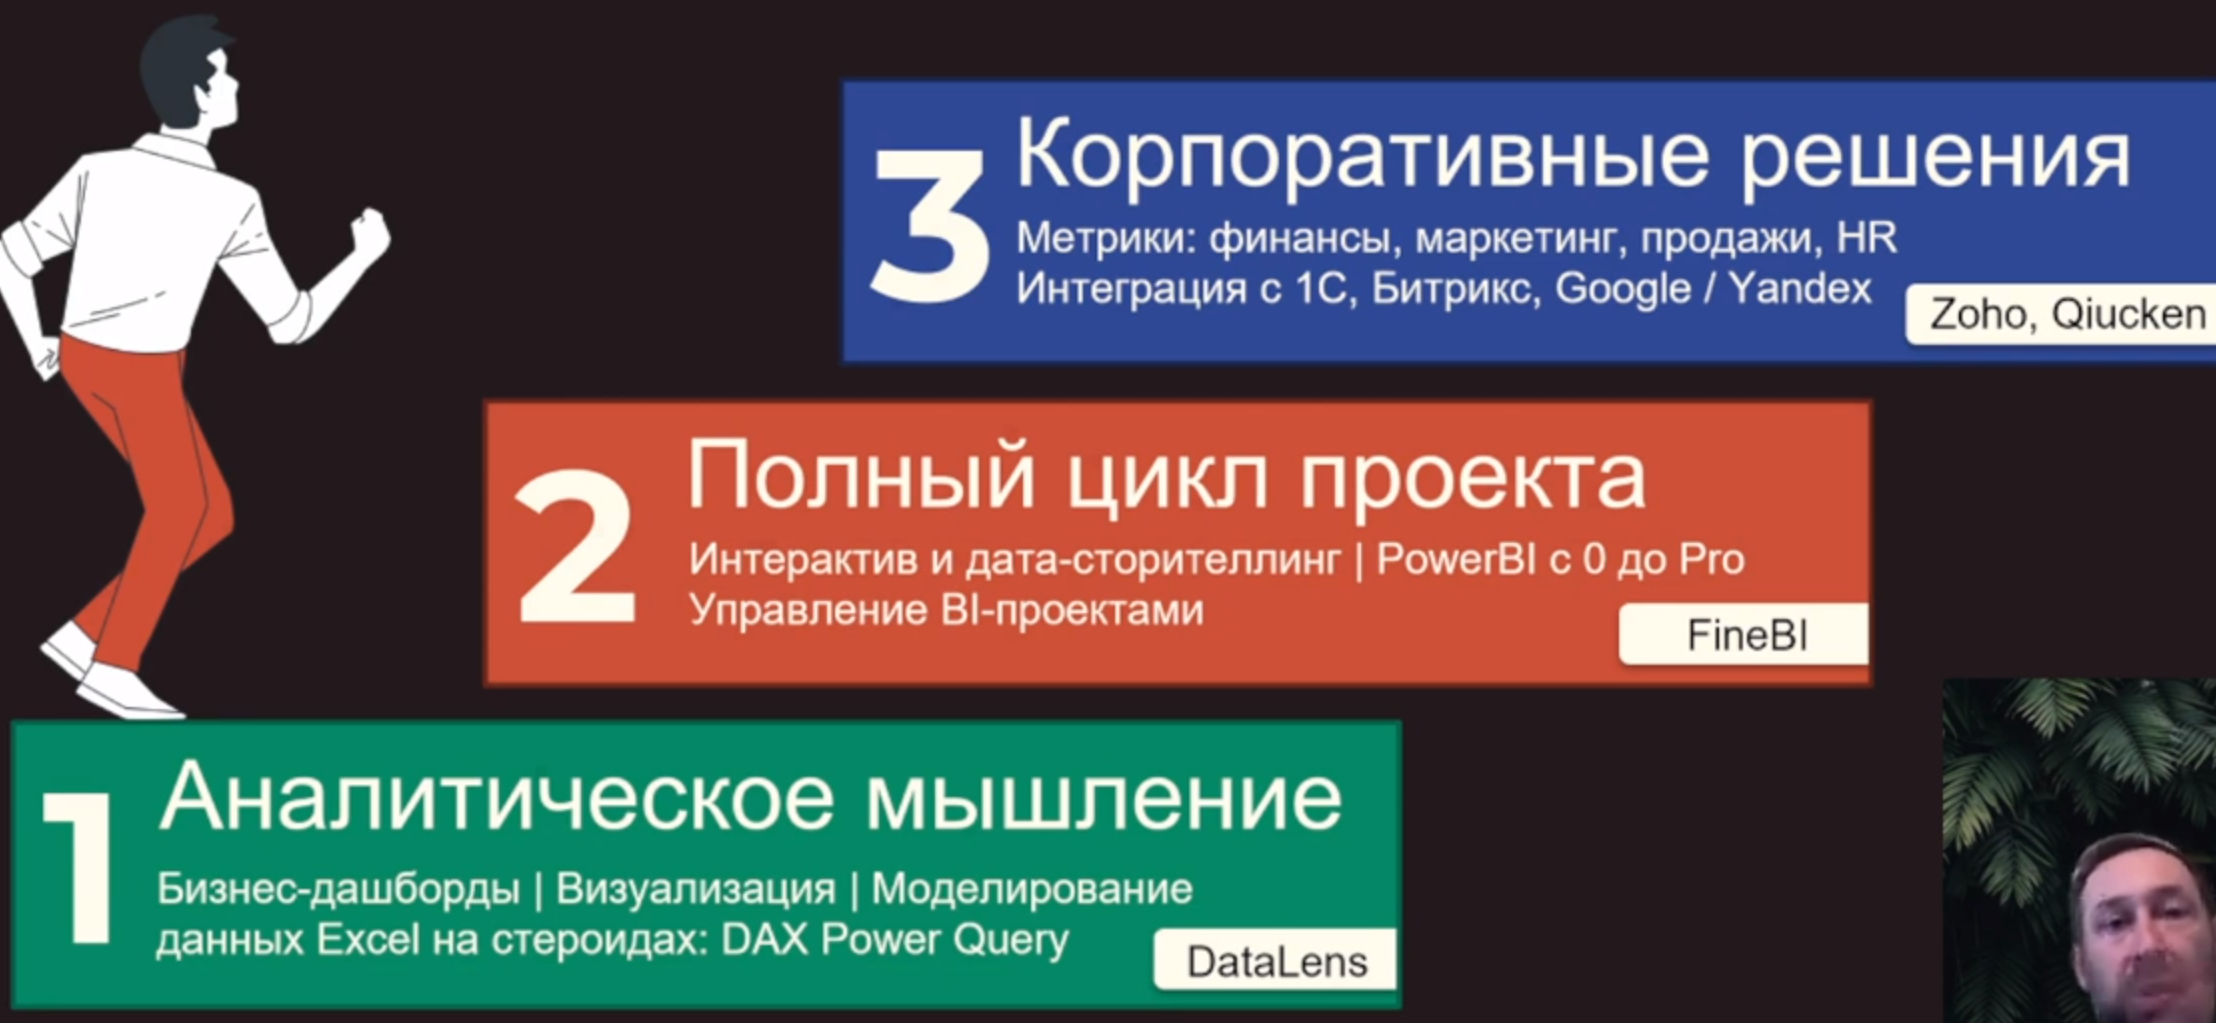 3
Корпоративные решения
Метрики: финансы, маркетинг, продажи, HR
Интеграция с 1С, Битрикс, Google / Yandex
Zoho, Qiucken
2
Полный цикл проекта
Интерактив и дата-сторителлинг | PowerBI с 0 до Pro
Управление BI-проектами
FineBI
1
Аналитическое мышление
Бизнес-дашборды | Визуализация | Моделирование
данных Excel на стероидах: DAX Power Query
DataLens